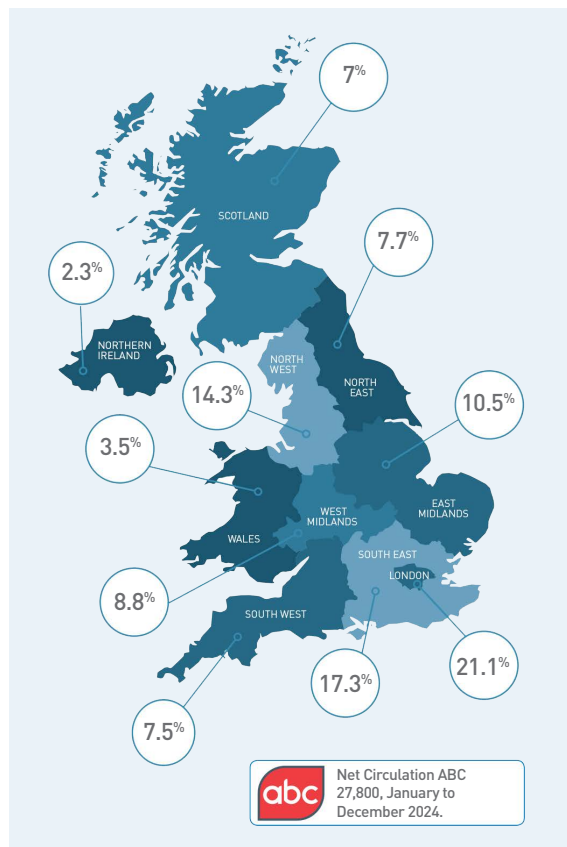 7%
SCOTLAND
7.7%
2.3%
NORTHERN
IRELAND
NORTH
WEST
NORTH
EAST
14.3%
10.5%
3.5%
EAST
MIDLANDS
WEST
MIDLANDS
WALES
SOUTH EAST
LONDON
8.8%
SOUTH WEST
21.1%
17.3%
7.5%
abc
Net Circulation ABC
27,800, January to
December 2024.